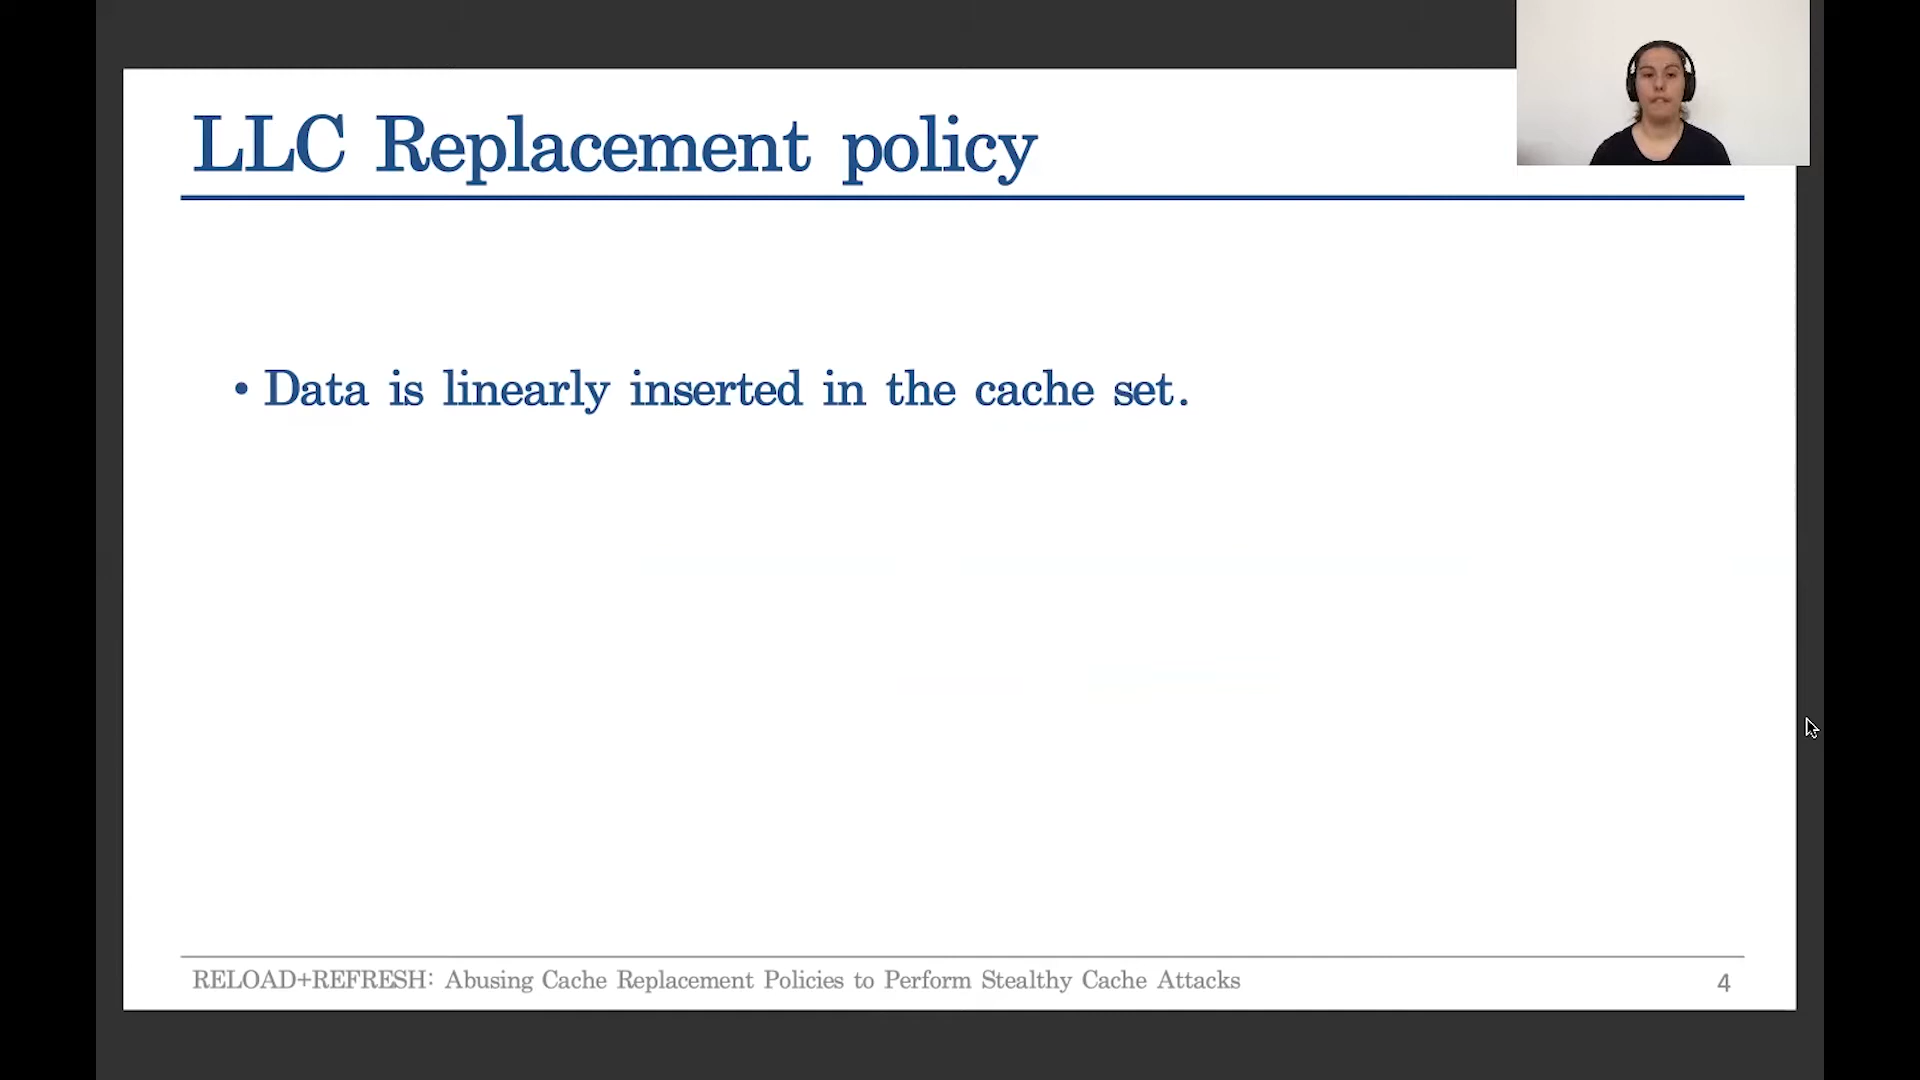 LLC Replacement policy
• Data is linearly inserted in the cache set.
RELOAD+REFRESH: Abusing Cache Replacement Policies to Perform Stealthy Cache Attacks
4